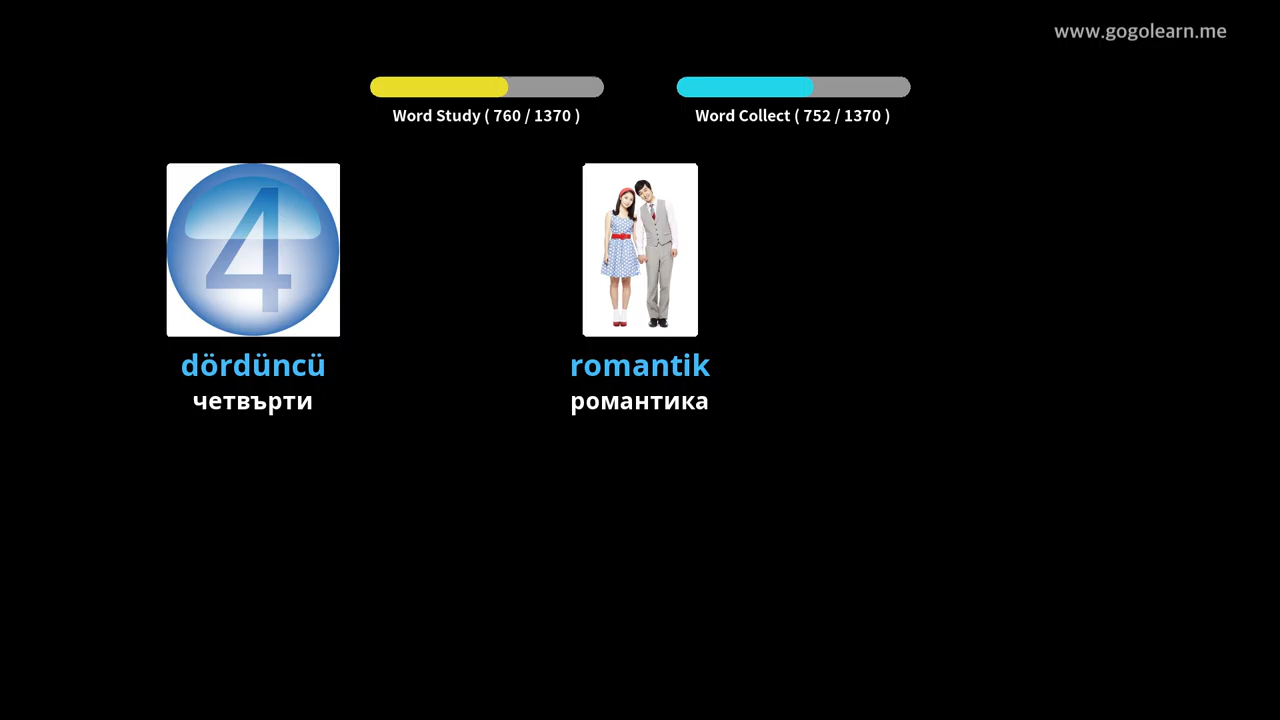 www.gogolearn.me
Word Study ( 760 / 1370 )
Word Collect ( 752 / 1370 )
4
dördüncü
четвърти
romantik
романтика